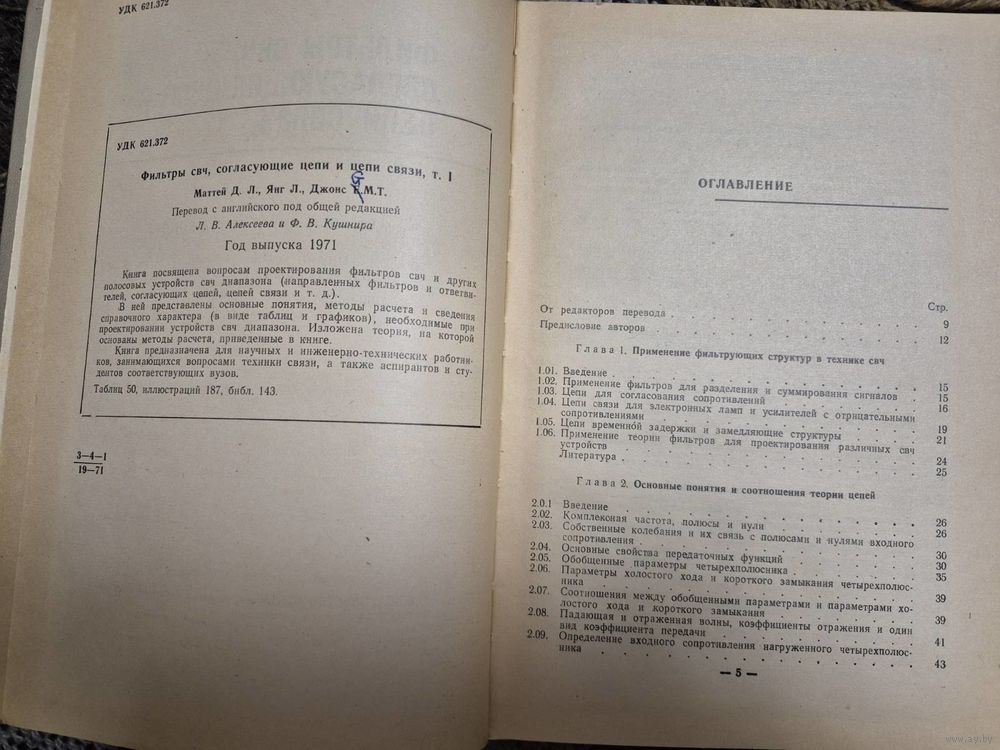 УДК 621.372
УДК 621.372
Фильтры свч, согласующие цепи и цепи связи, т. I
G
Маттей Д. Л., Янг Л., Джонс Е.М.Т.
Перевод с английского под общей редакцией
Л. В. Алексеева и Ф. В. Кушнира
Год выпуска 1971
Книга посвящена вопросам проектирования фильтров свч и других
полосовых устройств свч диапазона (направленных фильтров и ответви-
телей, согласующих цепей, цепей связи и т. д.).
В ней представлены основные понятия, методы расчета и сведения
справочного характера (в виде таблиц и графиков), необходимые при
проектировании устройств свч диапазона. Изложена теория, на которой
основаны методы расчета, приведенные в книге.
Книга предназначена для научных и инженерно-технических работни-
ков, занимающихся вопросами техники связи, а также аспирантов и сту-
дентов соответствующих вузов.
Таблиц 50, иллюстраций 187, библ. 143.
3—4—1
19—71
ОГЛАВЛЕНИЕ
Стр.
От редакторов перевода 9
Предисловие авторов 12
Глава 1. Применение фильтрующих структур в технике свч
1.01. Введение 15
1.02. Применение фильтров для разделения и суммирования сигналов 15
1.03. Цепи для согласования сопротивлений 16
1.04. Цепи связи для электронных ламп и усилителей с отрицательными
сопротивлениями 19
1.05. Цепи временной задержки и замедляющие структуры 21
1.06. Применение теории фильтров для проектирования различных свч
устройств 24
Литература 25
Глава 2. Основные понятия и соотношения теории цепей
2.0.1 Введение 26
2.02. Комплексная частота, полюсы и нули 26
2.03. Собственные колебания и их связь с полюсами и нулями входного
сопротивления 30
2.04. Основные свойства передаточных функций 30
2.05. Обобщенные параметры четырехполюсника 35
2.06. Параметры холостого хода и короткого замыкания четырехполюс-
ника 39
2.07. Соотношения между обобщенными параметрами и параметрами хо-
лостого хода и короткого замыкания 39
2.08. Падающая и отраженная волны, коэффициенты отражения и один
вид коэффициента передачи 41
2.09. Определение входного сопротивления нагруженного четырехполюс-
ника 43
— 5 —
www.ay.by